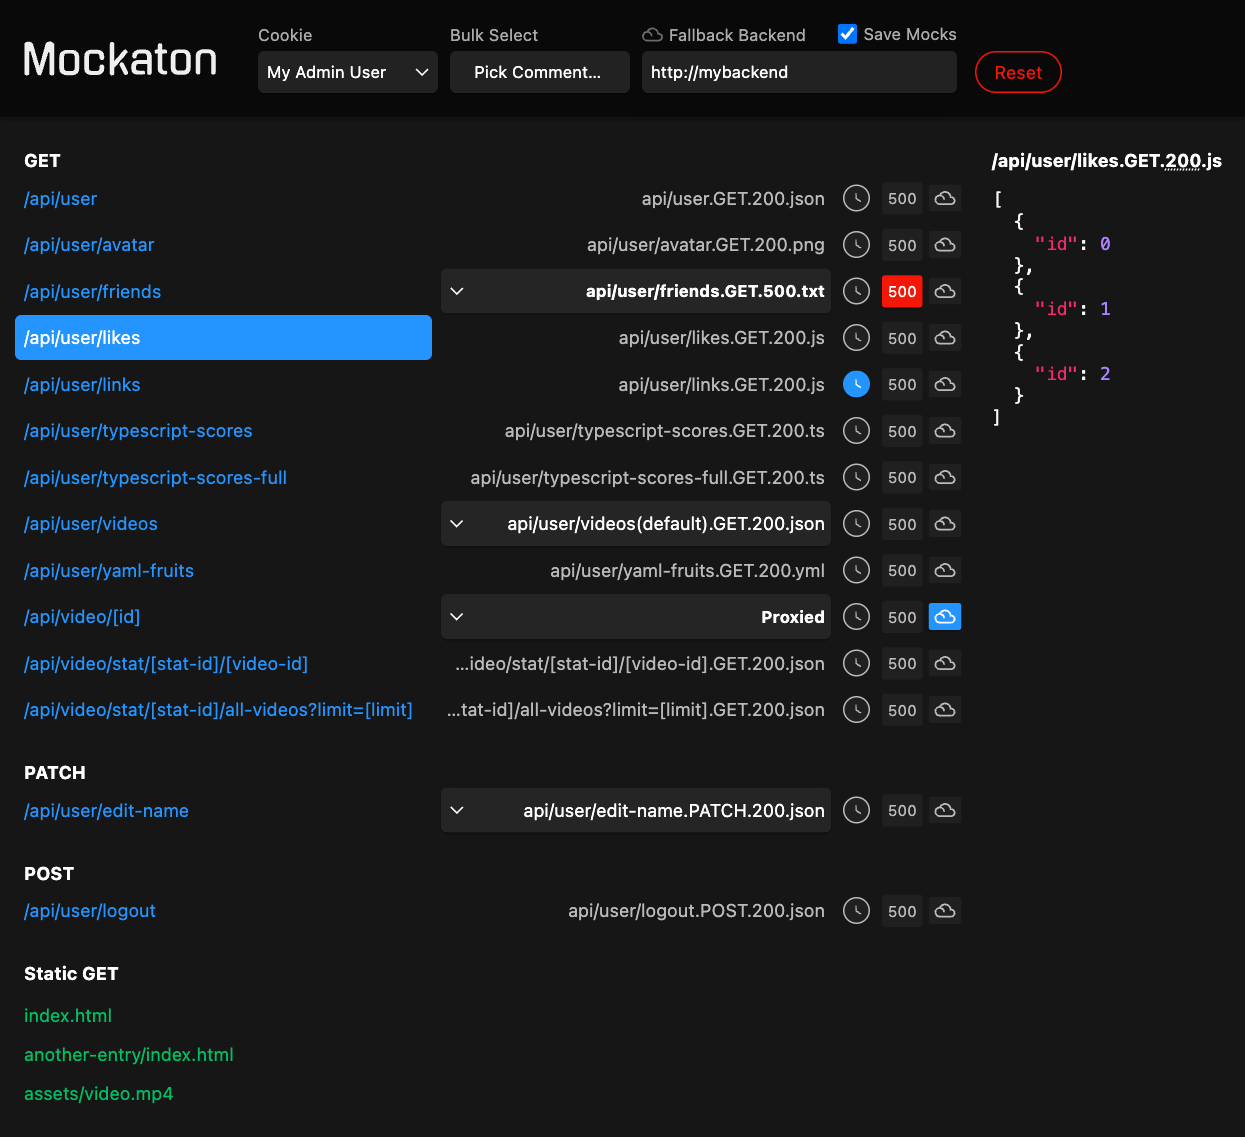 Mockaton
Cookie
My Admin User
Bulk Select
Pick Comment...
Fallback Backend
http://mybackend
Save Mocks
Reset
GET
/api/user api/user.GET.200.json 500
/api/user/avatar api/user/avatar.GET.200.png 500
/api/user/friends api/user/friends.GET.500.txt 500
/api/user/likes api/user/likes.GET.200.js 500
/api/user/links api/user/links.GET.200.js 500
/api/user/typescript-scores api/user/typescript-scores.GET.200.ts 500
/api/user/typescript-scores-full api/user/typescript-scores-full.GET.200.ts 500
/api/user/videos api/user/videos(default).GET.200.json 500
/api/user/yaml-fruits api/user/yaml-fruits.GET.200.yml 500
/api/video/[id] Proxied 500
/api/video/stat/[stat-id]/[video-id] ...ideo/stat/[stat-id]/[video-id].GET.200.json 500
/api/video/stat/[stat-id]/all-videos?limit=[limit] ...tat-id]/all-videos?limit=[limit].GET.200.json 500
PATCH
/api/user/edit-name api/user/edit-name.PATCH.200.json 500
POST
/api/user/logout api/user/logout.POST.200.json 500
Static GET
index.html
another-entry/index.html
assets/video.mp4
/api/user/likes.GET.200.js
[
{
"id": 0
},
{
"id": 1
},
{
"id": 2
}
]